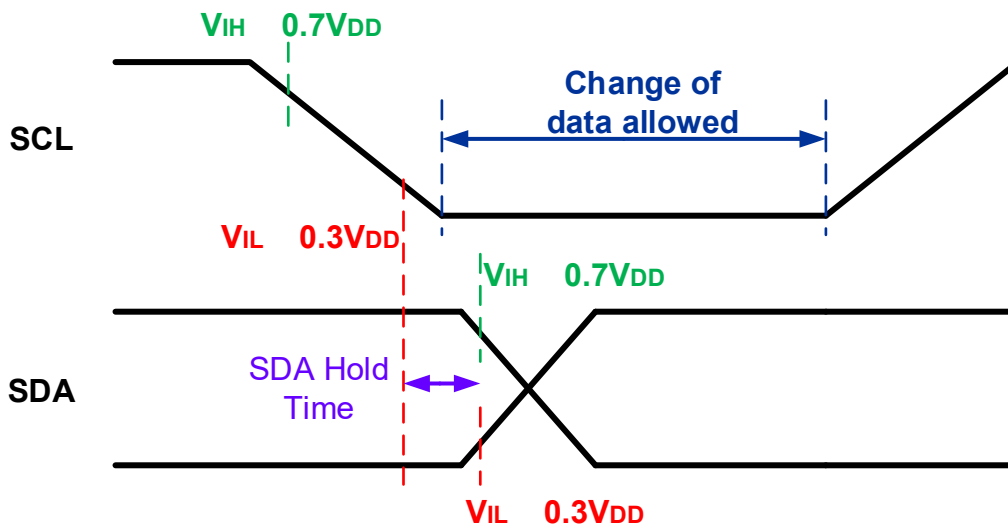 VIH 0.7VDD
Change of
data allowed
SCL
VIL 0.3VDD
VIH 0.7VDD
SDA Hold
Time
SDA
VIL 0.3VDD